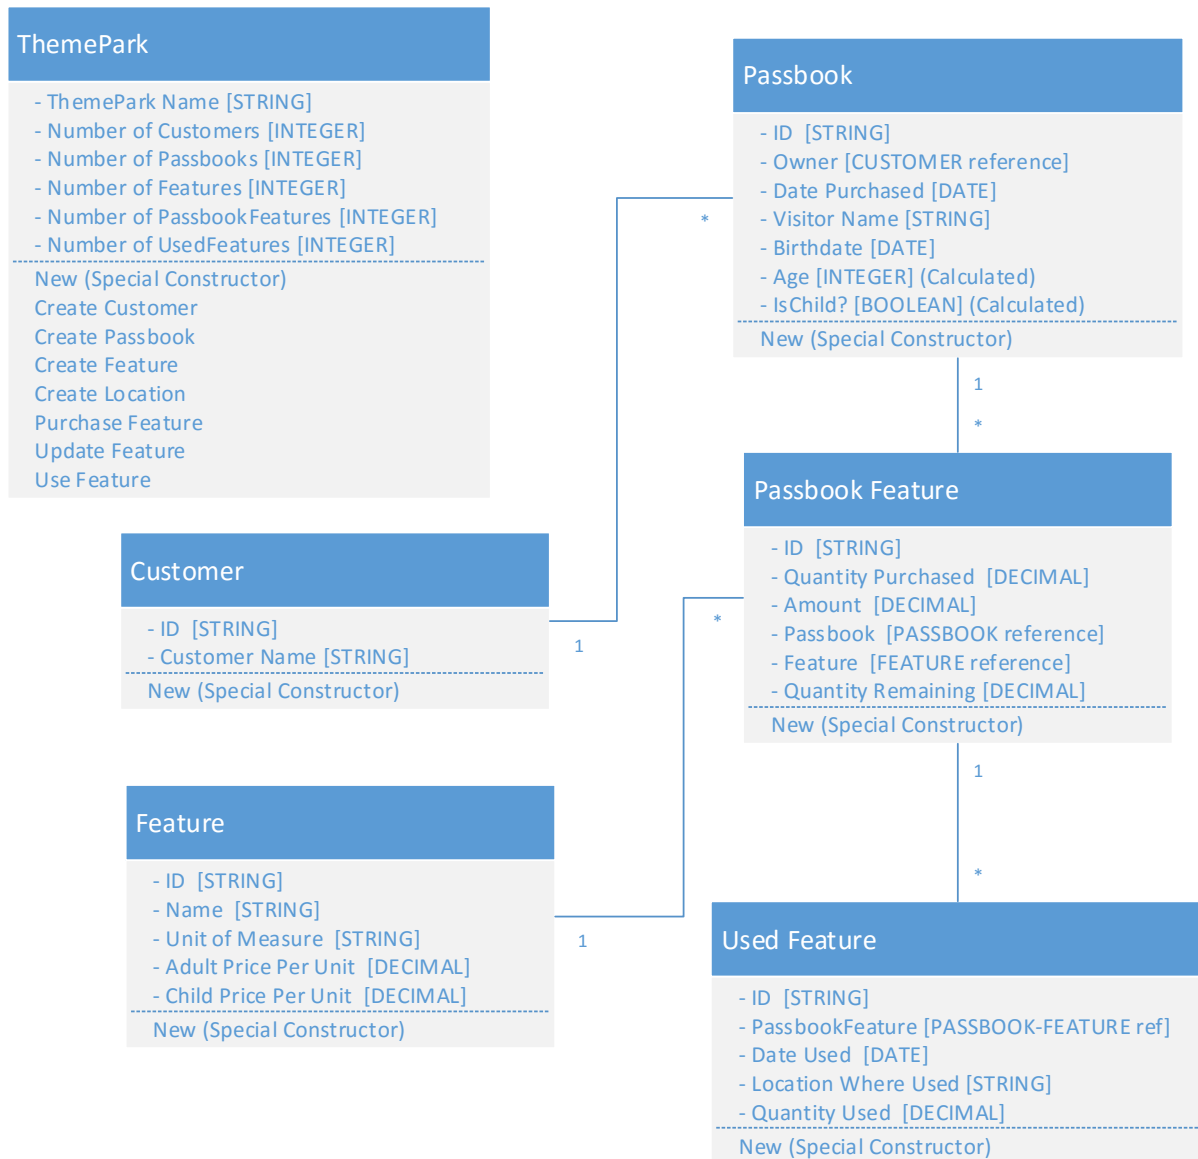 ThemePark
- ThemePark Name [STRING]
- Number of Customers [INTEGER]
- Number of Passbooks [INTEGER]
- Number of Features [INTEGER]
- Number of PassbookFeatures [INTEGER]
- Number of UsedFeatures [INTEGER]
New (Special Constructor)
Create Customer
Create Passbook
Create Feature
Create Location
Purchase Feature
Update Feature
Use Feature
Passbook
- ID [STRING]
- Owner [CUSTOMER reference]
- Date Purchased [DATE]
- Visitor Name [STRING]
- Birthdate [DATE]
- Age [INTEGER] (Calculated)
- IsChild? [BOOLEAN] (Calculated)
New (Special Constructor)
*
1
*
Customer
- ID [STRING]
- Customer Name [STRING]
New (Special Constructor)
1
Passbook Feature
- ID [STRING]
- Quantity Purchased [DECIMAL]
- Amount [DECIMAL]
- Passbook [PASSBOOK reference]
- Feature [FEATURE reference]
- Quantity Remaining [DECIMAL]
New (Special Constructor)
*
1
*
Feature
- ID [STRING]
- Name [STRING]
- Unit of Measure [STRING]
- Adult Price Per Unit [DECIMAL]
- Child Price Per Unit [DECIMAL]
New (Special Constructor)
1
Used Feature
- ID [STRING]
- PassbookFeature [PASSBOOK-FEATURE ref]
- Date Used [DATE]
- Location Where Used [STRING]
- Quantity Used [DECIMAL]
New (Special Constructor)